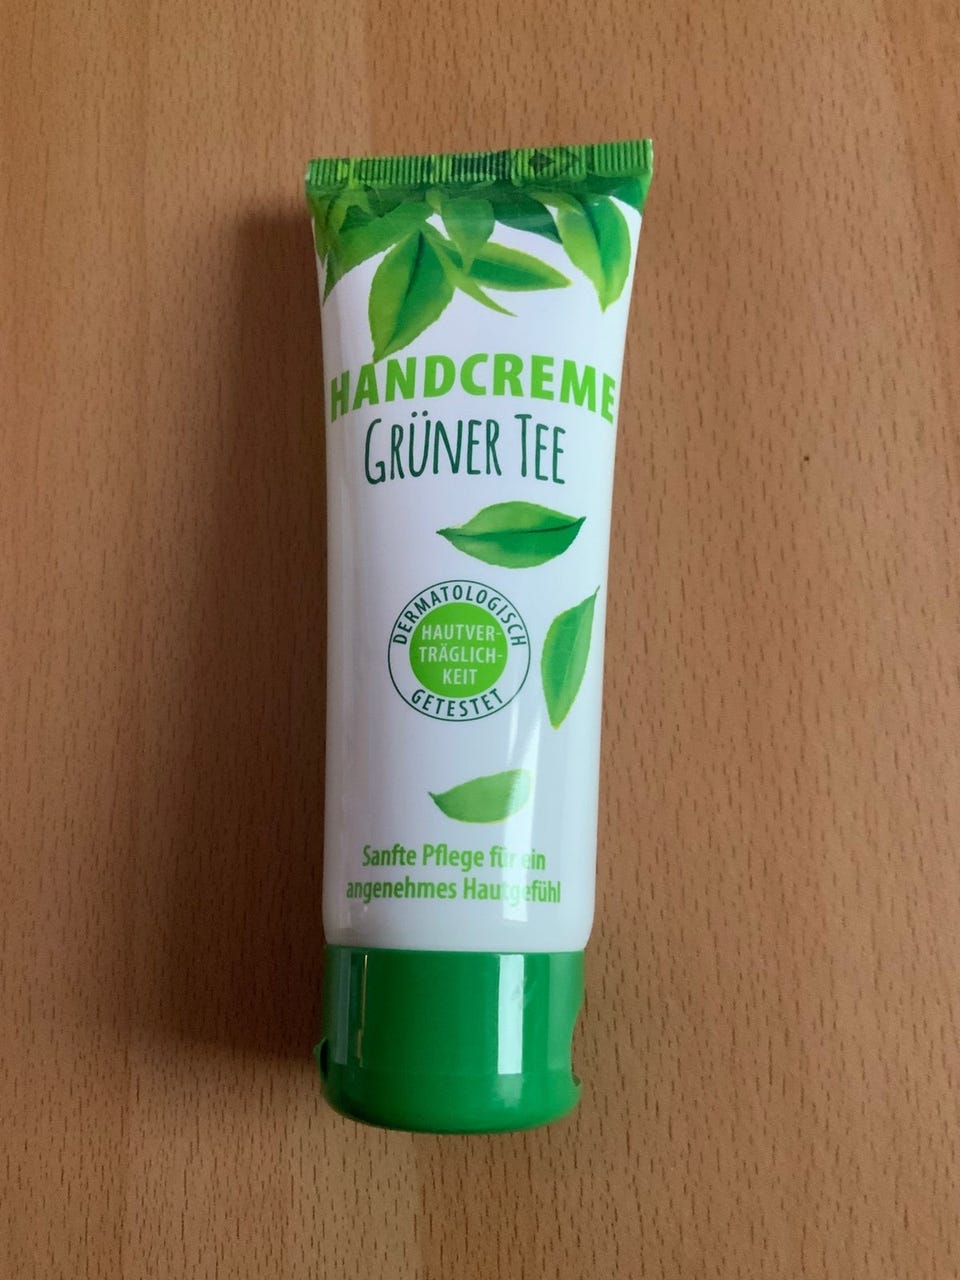 HANDCREME
GRÜNER TEE
DERMATOLOGISCH
HAUTVER-
TRÄGLICH-
KEIT
GETESTET
Sanfte Pflege für ein
angenehmes Hautgefühl